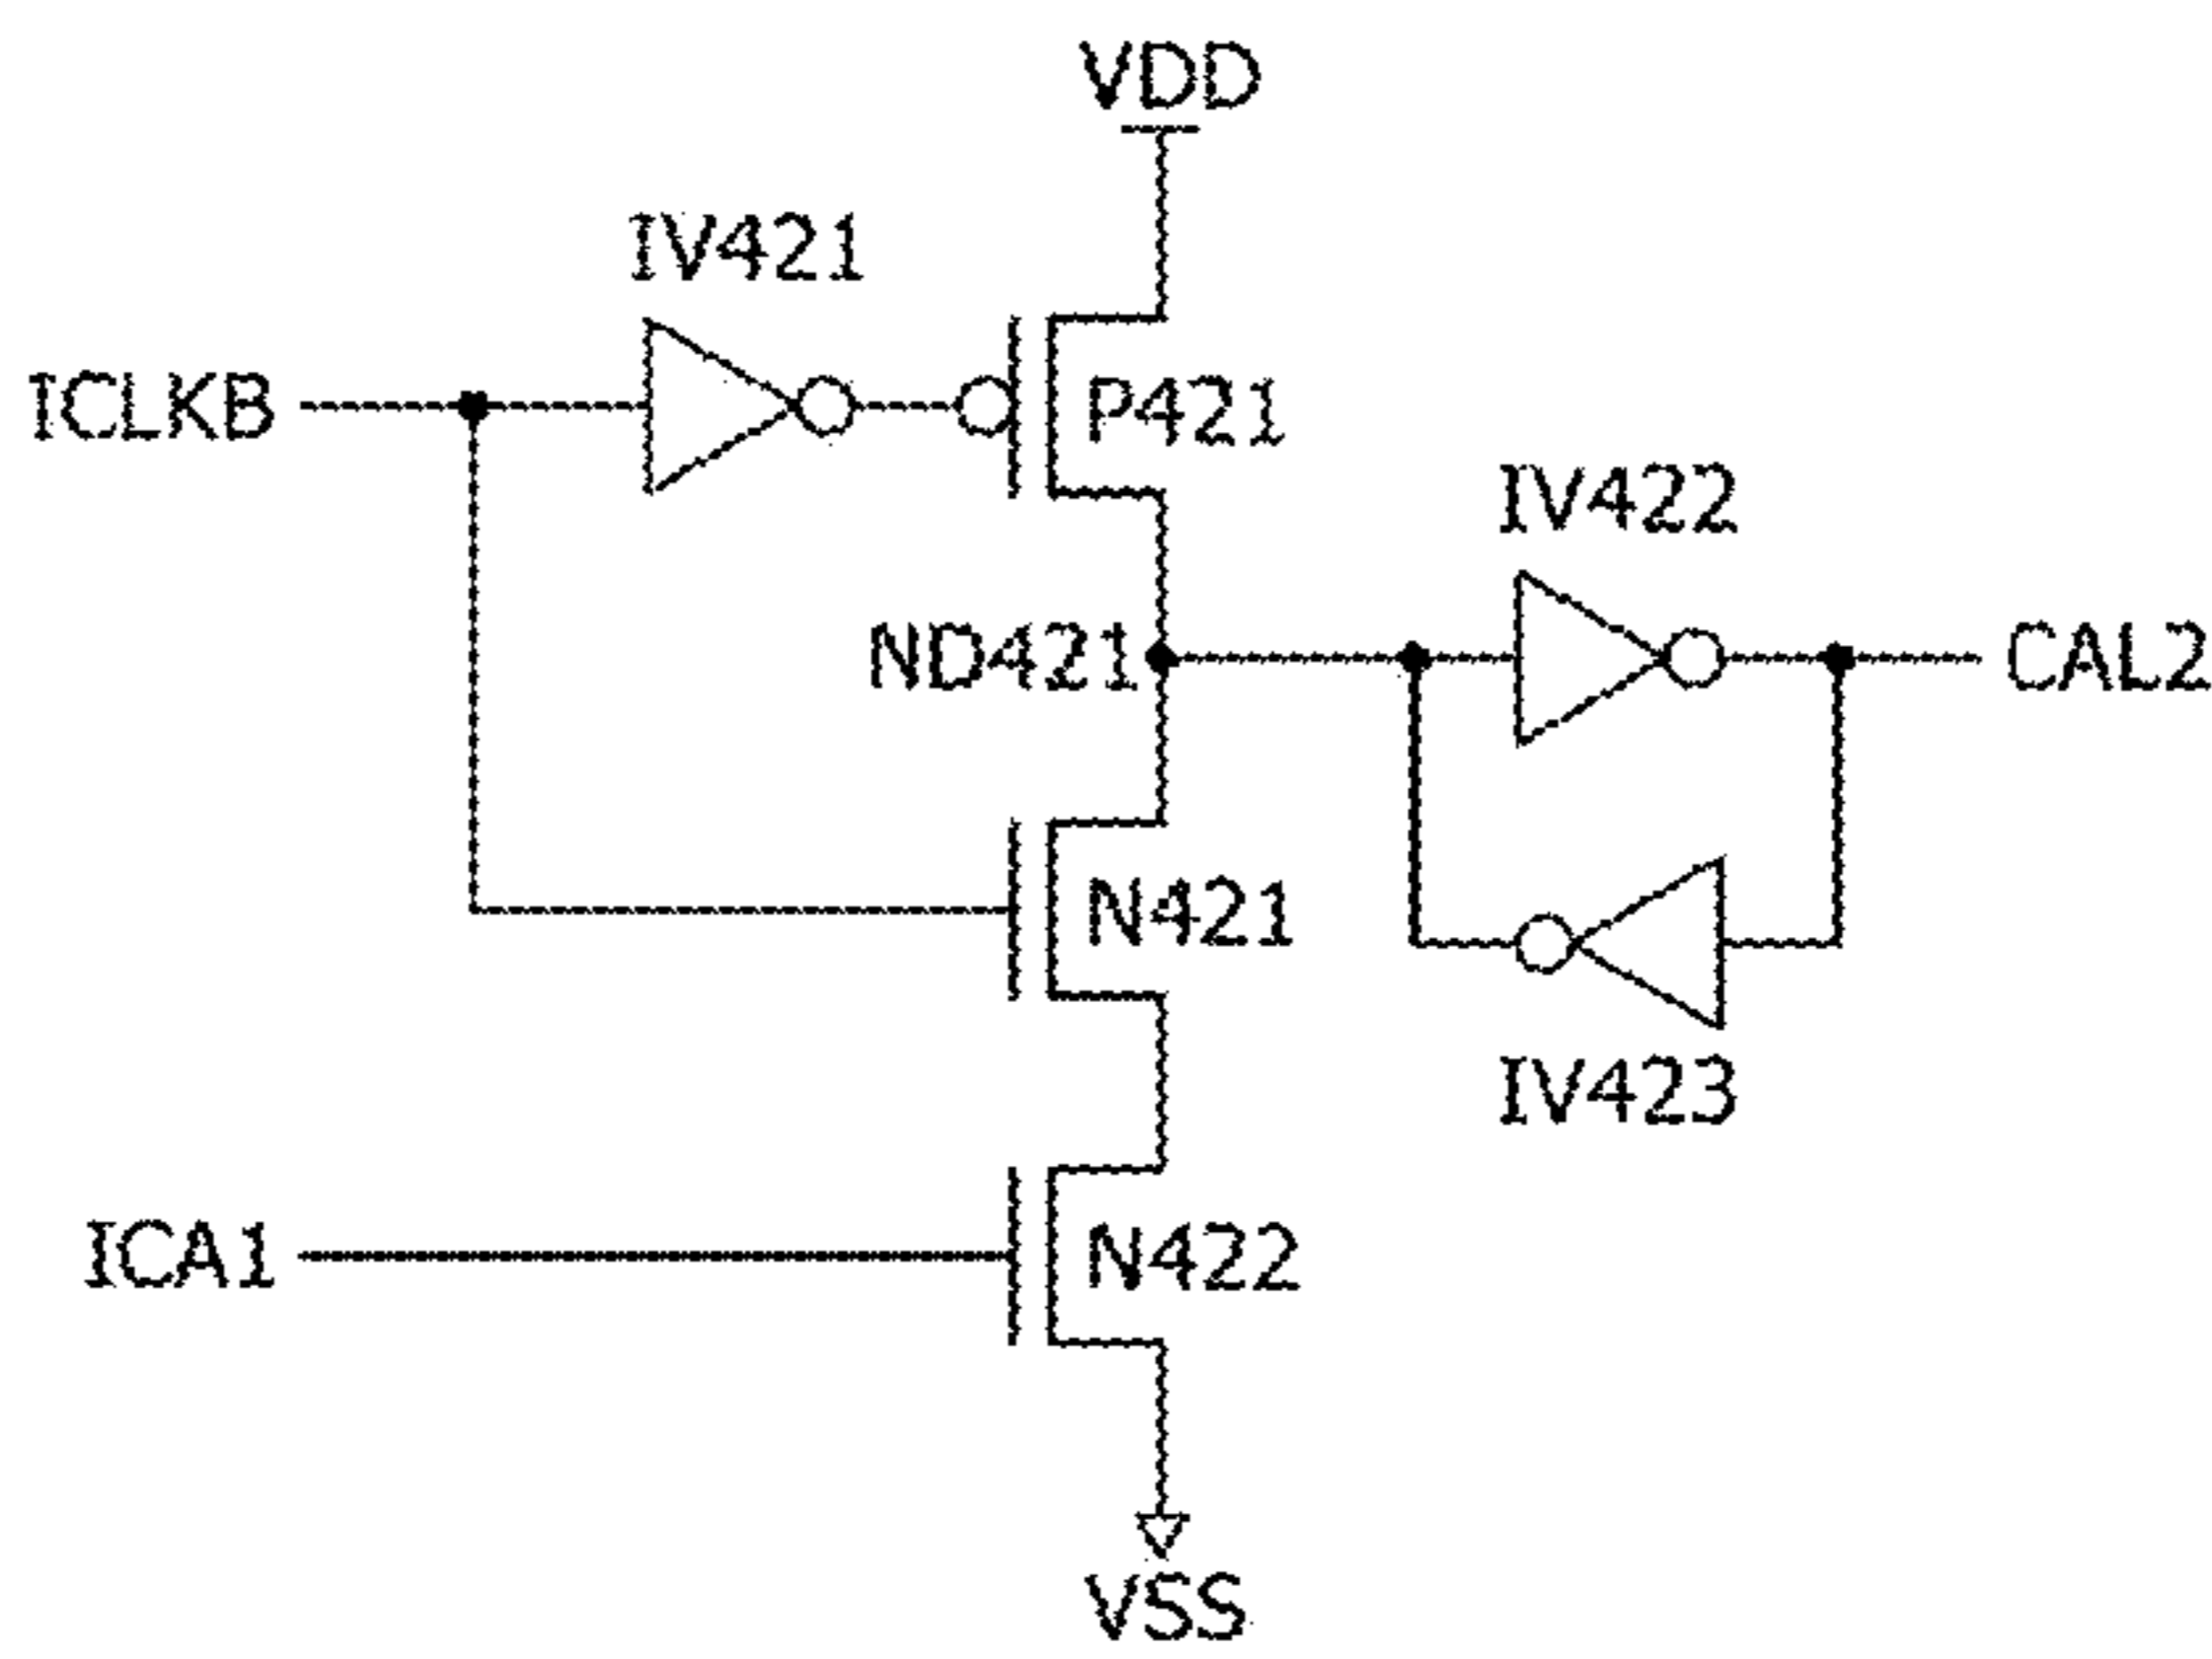 VDD
IV421
ICLKB
P421
IV422
ND421
CAL2
N421
IV423
ICA1
N422
VSS